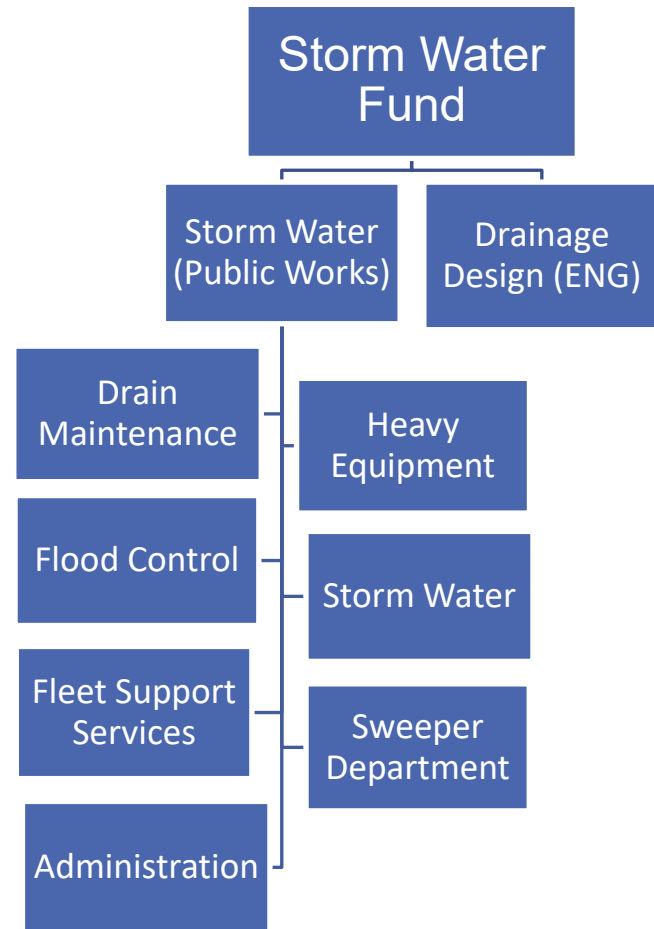 Storm Water
Fund
Storm Water
(Public Works)
Drainage
Design (ENG)
Drain
Maintenance
Heavy
Equipment
Flood Control
Storm Water
Fleet Support
Services
Sweeper
Department
Administration